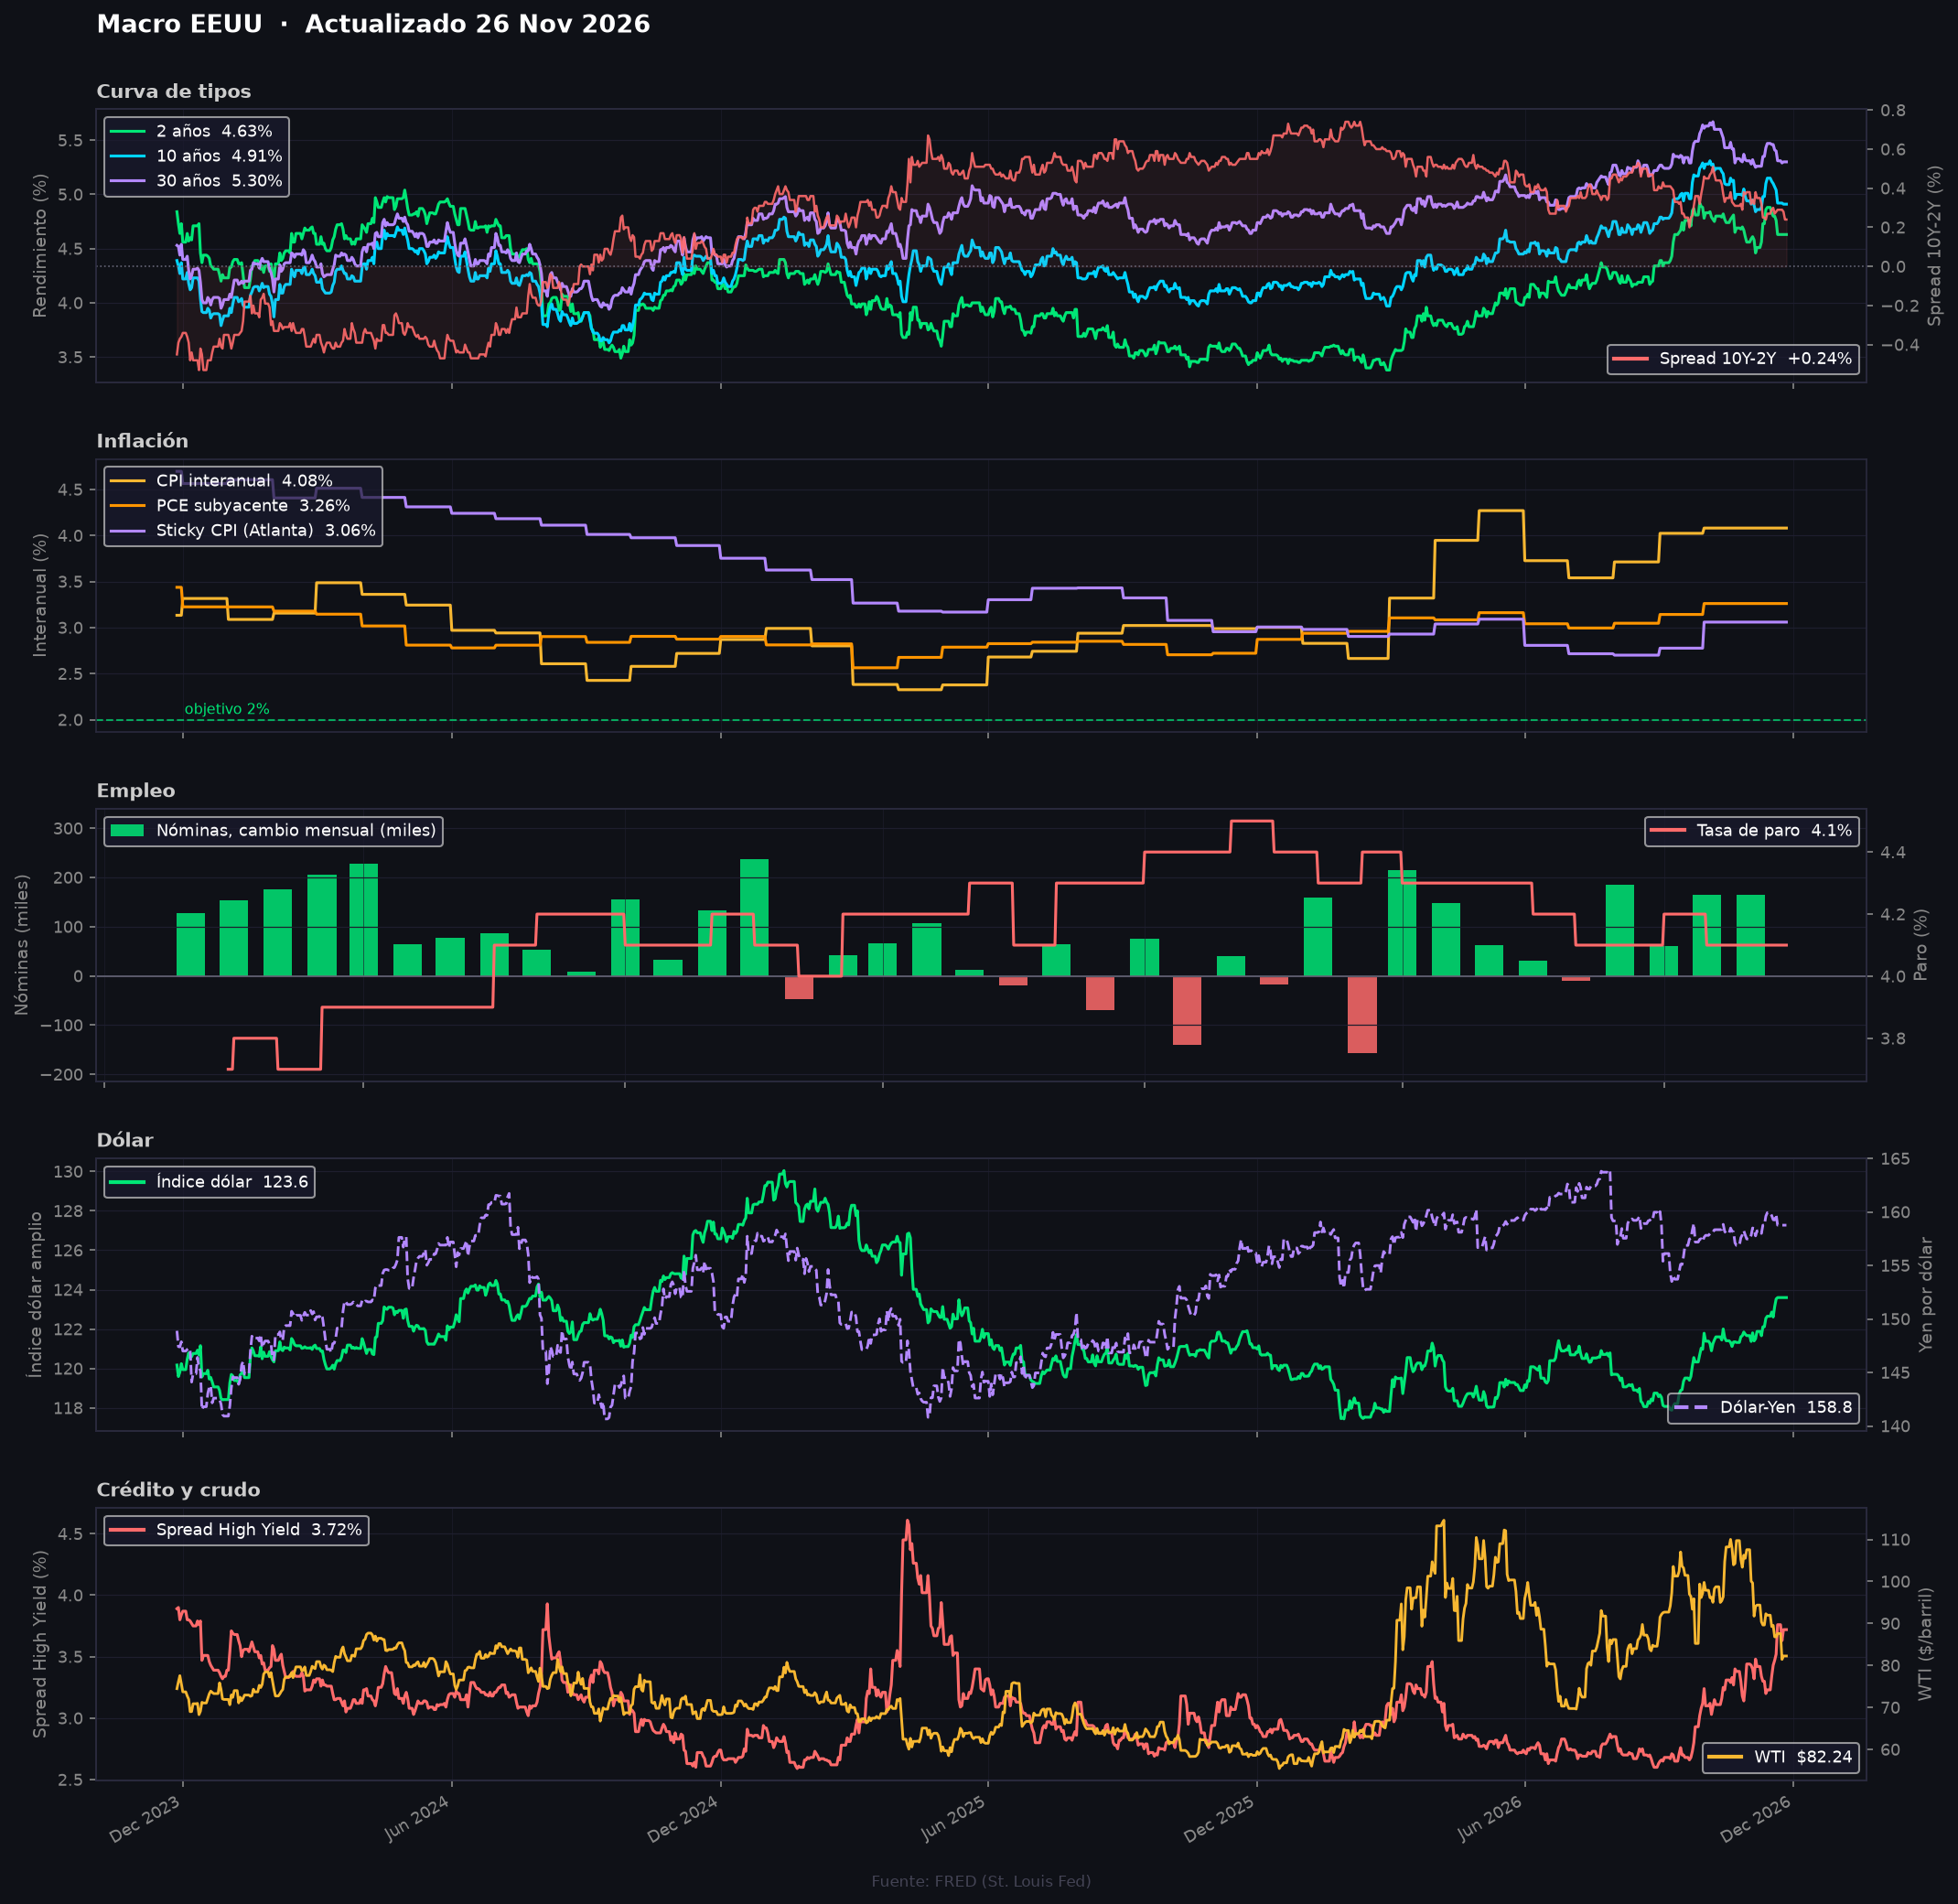 Macro EEUU · Actualizado 26 Nov 2026
Curva de tipos
2 años 4.63%
10 años 4.91%
30 años 5.30%
Spread 10Y-2Y +0.24%
Rendimiento (%)
5.5
5.0
4.5
4.0
3.5
Spread 10Y-2Y (%)
0.8
0.6
0.4
0.2
0.0
−0.2
−0.4
Inflación
CPI interanual 4.08%
PCE subyacente 3.26%
Sticky CPI (Atlanta) 3.06%
objetivo 2%
Interanual (%)
4.5
4.0
3.5
3.0
2.5
2.0
Empleo
Nóminas, cambio mensual (miles)
Tasa de paro 4.1%
Nóminas (miles)
300
200
100
0
−100
−200
Paro (%)
4.4
4.2
4.0
3.8
Dólar
Índice dólar 123.6
Dólar-Yen 158.8
Índice dólar amplio
130
128
126
124
122
120
118
Yen por dólar
165
160
155
150
145
140
Crédito y crudo
Spread High Yield 3.72%
WTI $82.24
Spread High Yield (%)
4.5
4.0
3.5
3.0
2.5
WTI ($/barril)
110
100
90
80
70
60
Dec 2023
Jun 2024
Dec 2024
Jun 2025
Dec 2025
Jun 2026
Dec 2026
Fuente: FRED (St. Louis Fed)